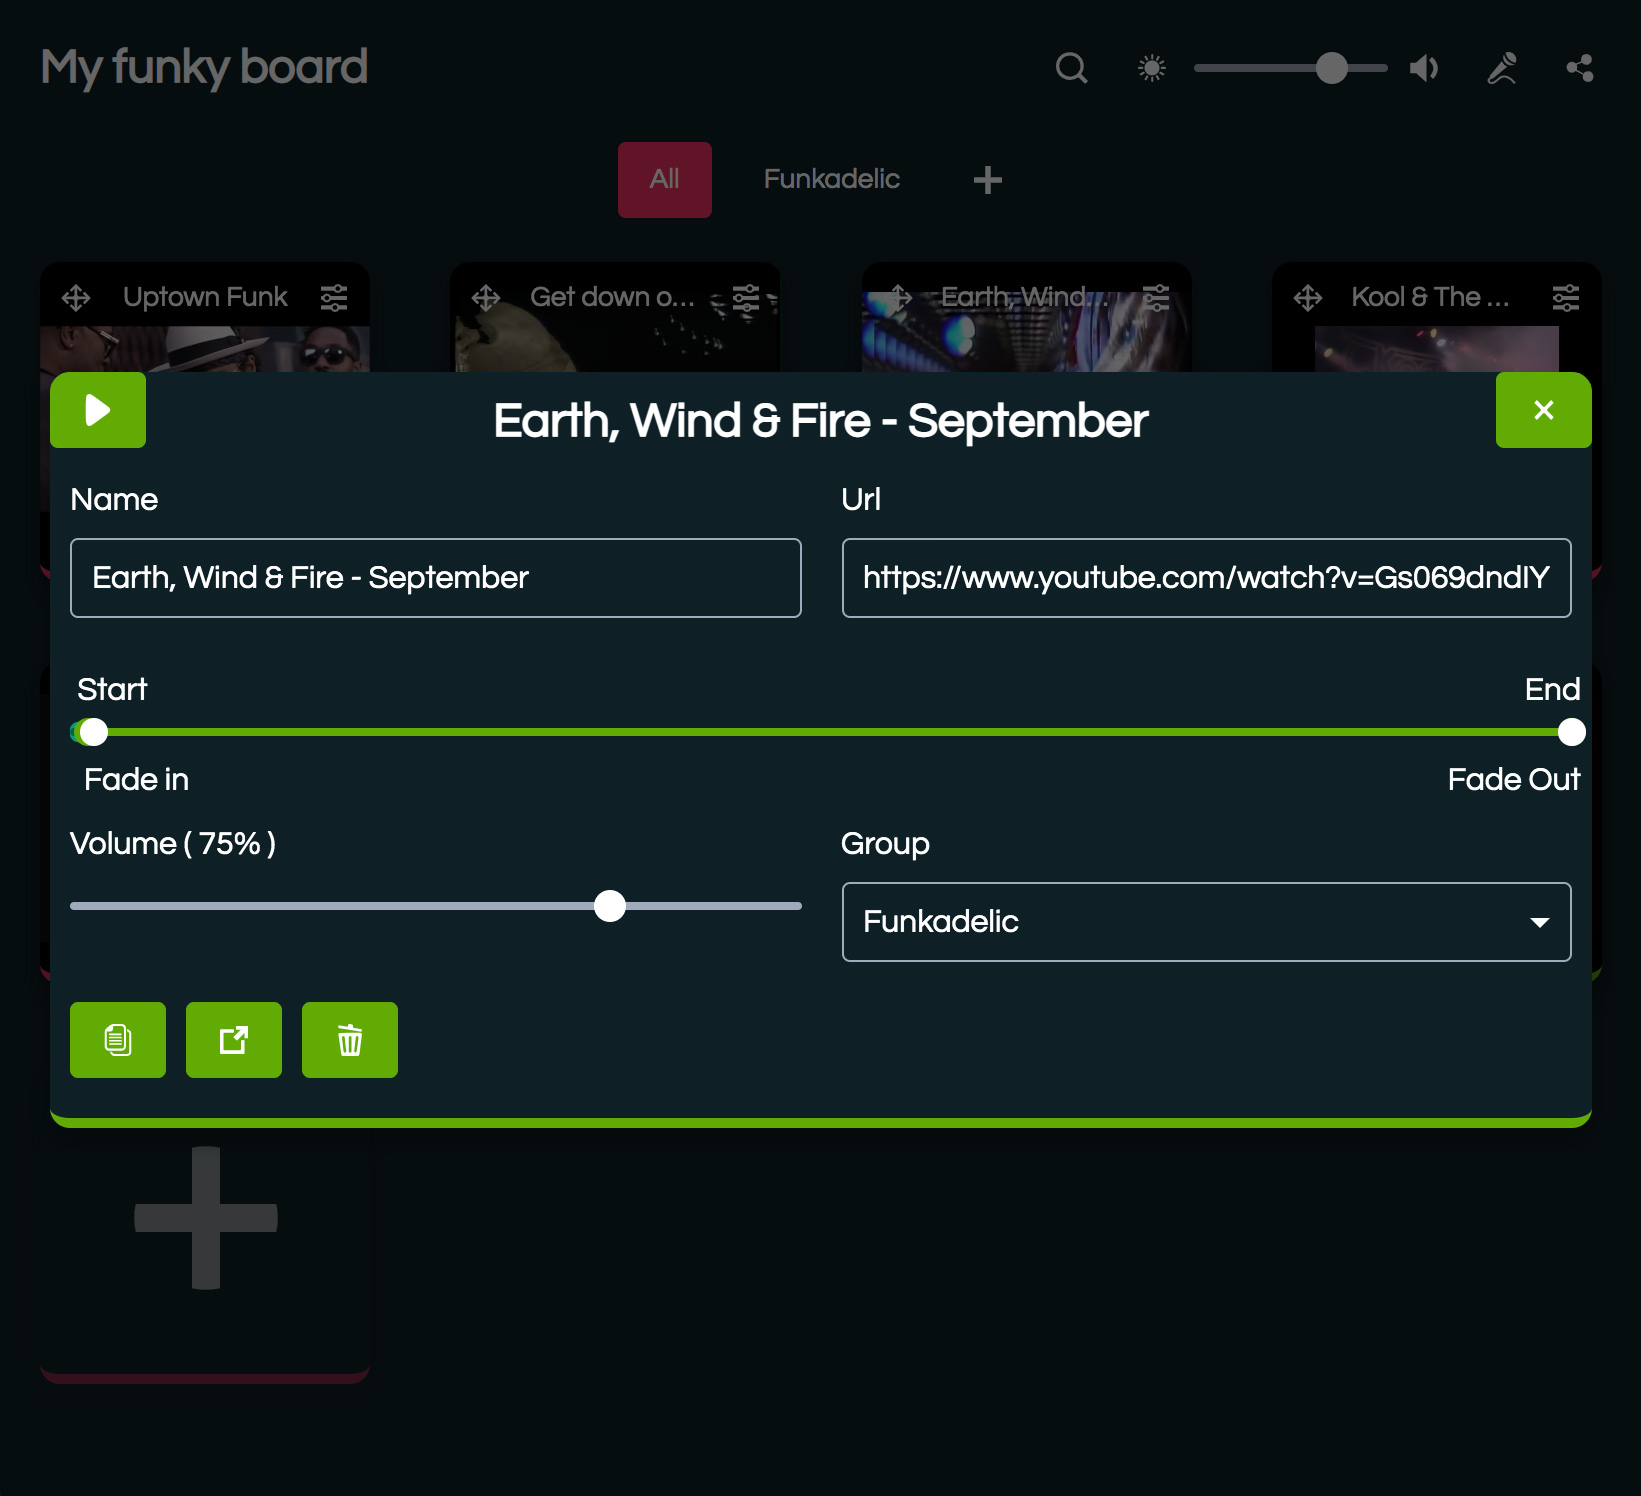 My funky board
All
Funkadelic
Uptown Funk
Get down o...
Earth, Wind...
Kool & The ...
Earth, Wind & Fire - September
Name
Url
Earth, Wind & Fire - September
https://www.youtube.com/watch?v=Gs069dndIY
Start
End
Fade in
Fade Out
Volume ( 75% )
Group
Funkadelic